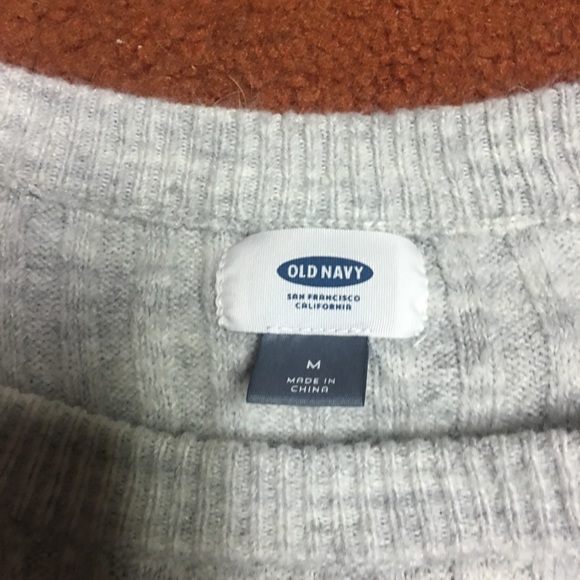 OLD NAVY
SAN FRANCISCO
CALIFORNIA
M
MADE IN
CHINA